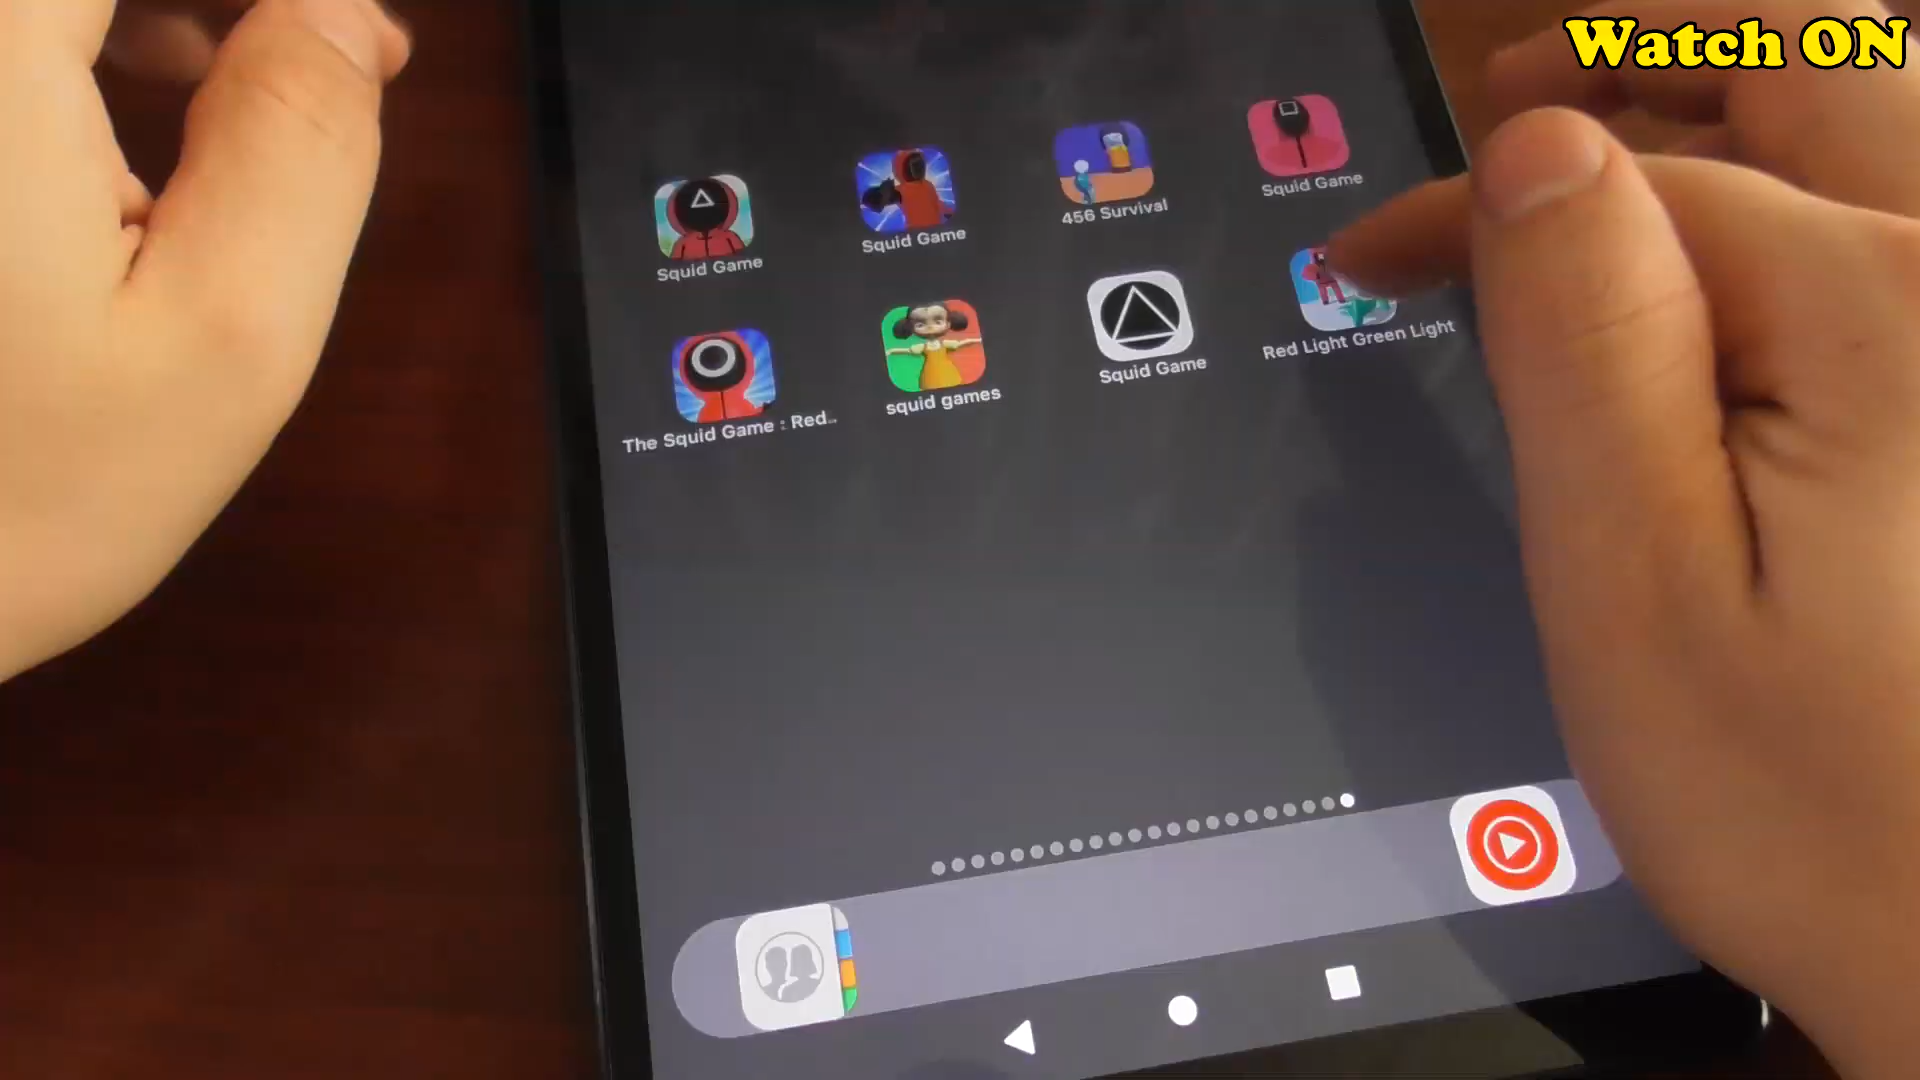 Watch ON
Squid Game
Squid Game
456 Survival
Squid Game
The Squid Game : Red...
squid games
Squid Game
Red Light Green Light